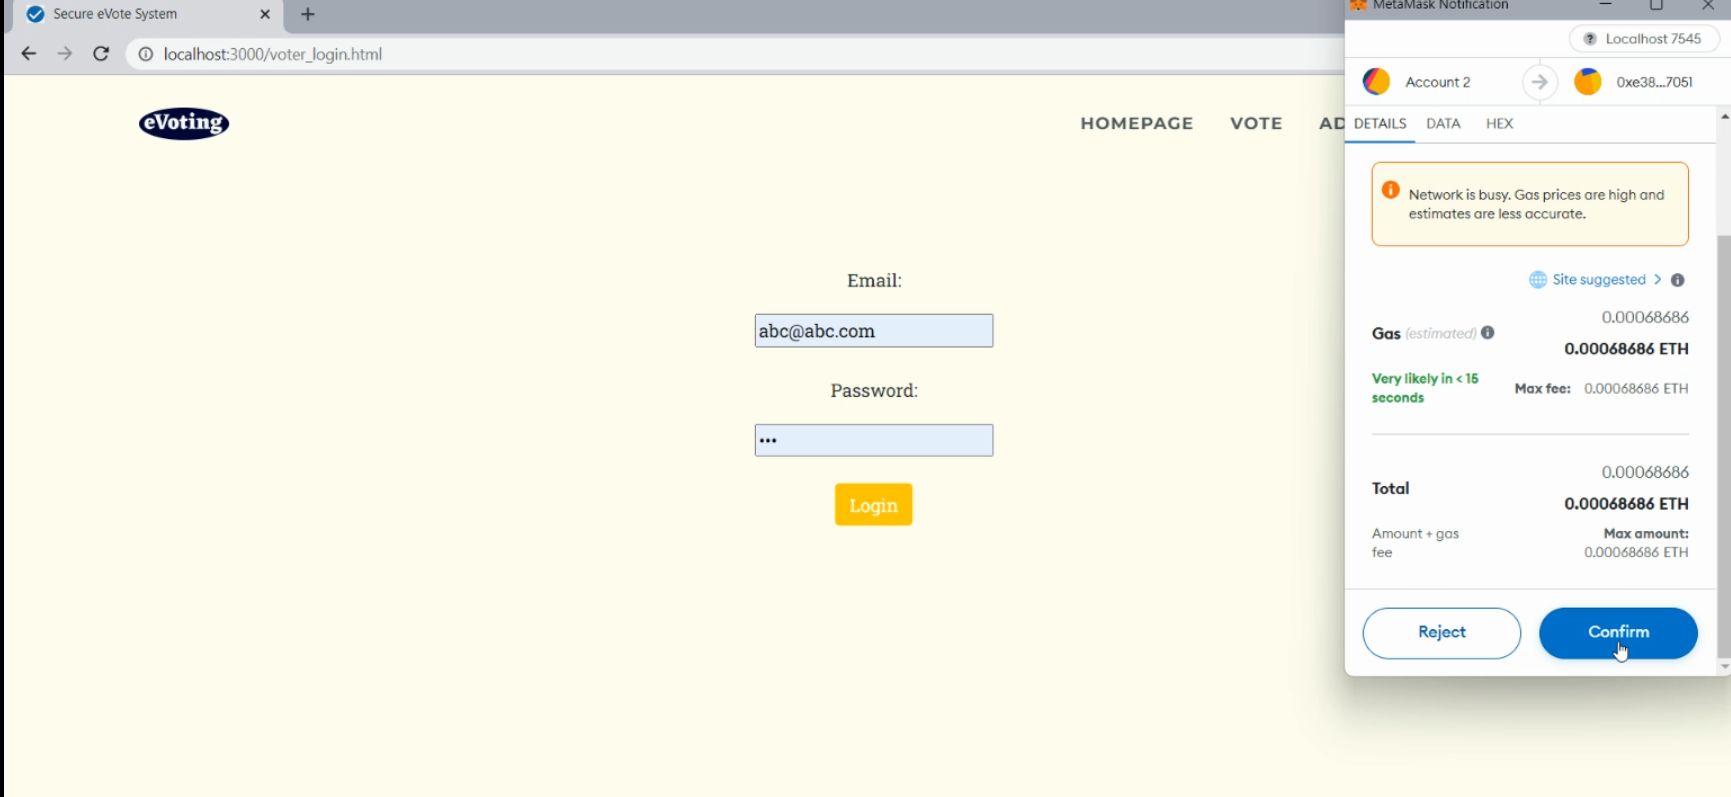 Secure eVote System
MetaMask Notification
localhost:3000/voter_login.html
Localhost 7545
Account 2
0xe38...7051
eVoting
HOMEPAGE VOTE AD
DETAILS DATA HEX
Network is busy. Gas prices are high and
estimates are less accurate.
Site suggested >
Email:
abc@abc.com
Password:
•••
Login
0.00068686
Gas (estimated)
0.00068686 ETH
Very likely in < 15
seconds
Max fee: 0.00068686 ETH
0.00068686
Total
0.00068686 ETH
Amount + gas
fee
Max amount:
0.00068686 ETH
Reject
Confirm